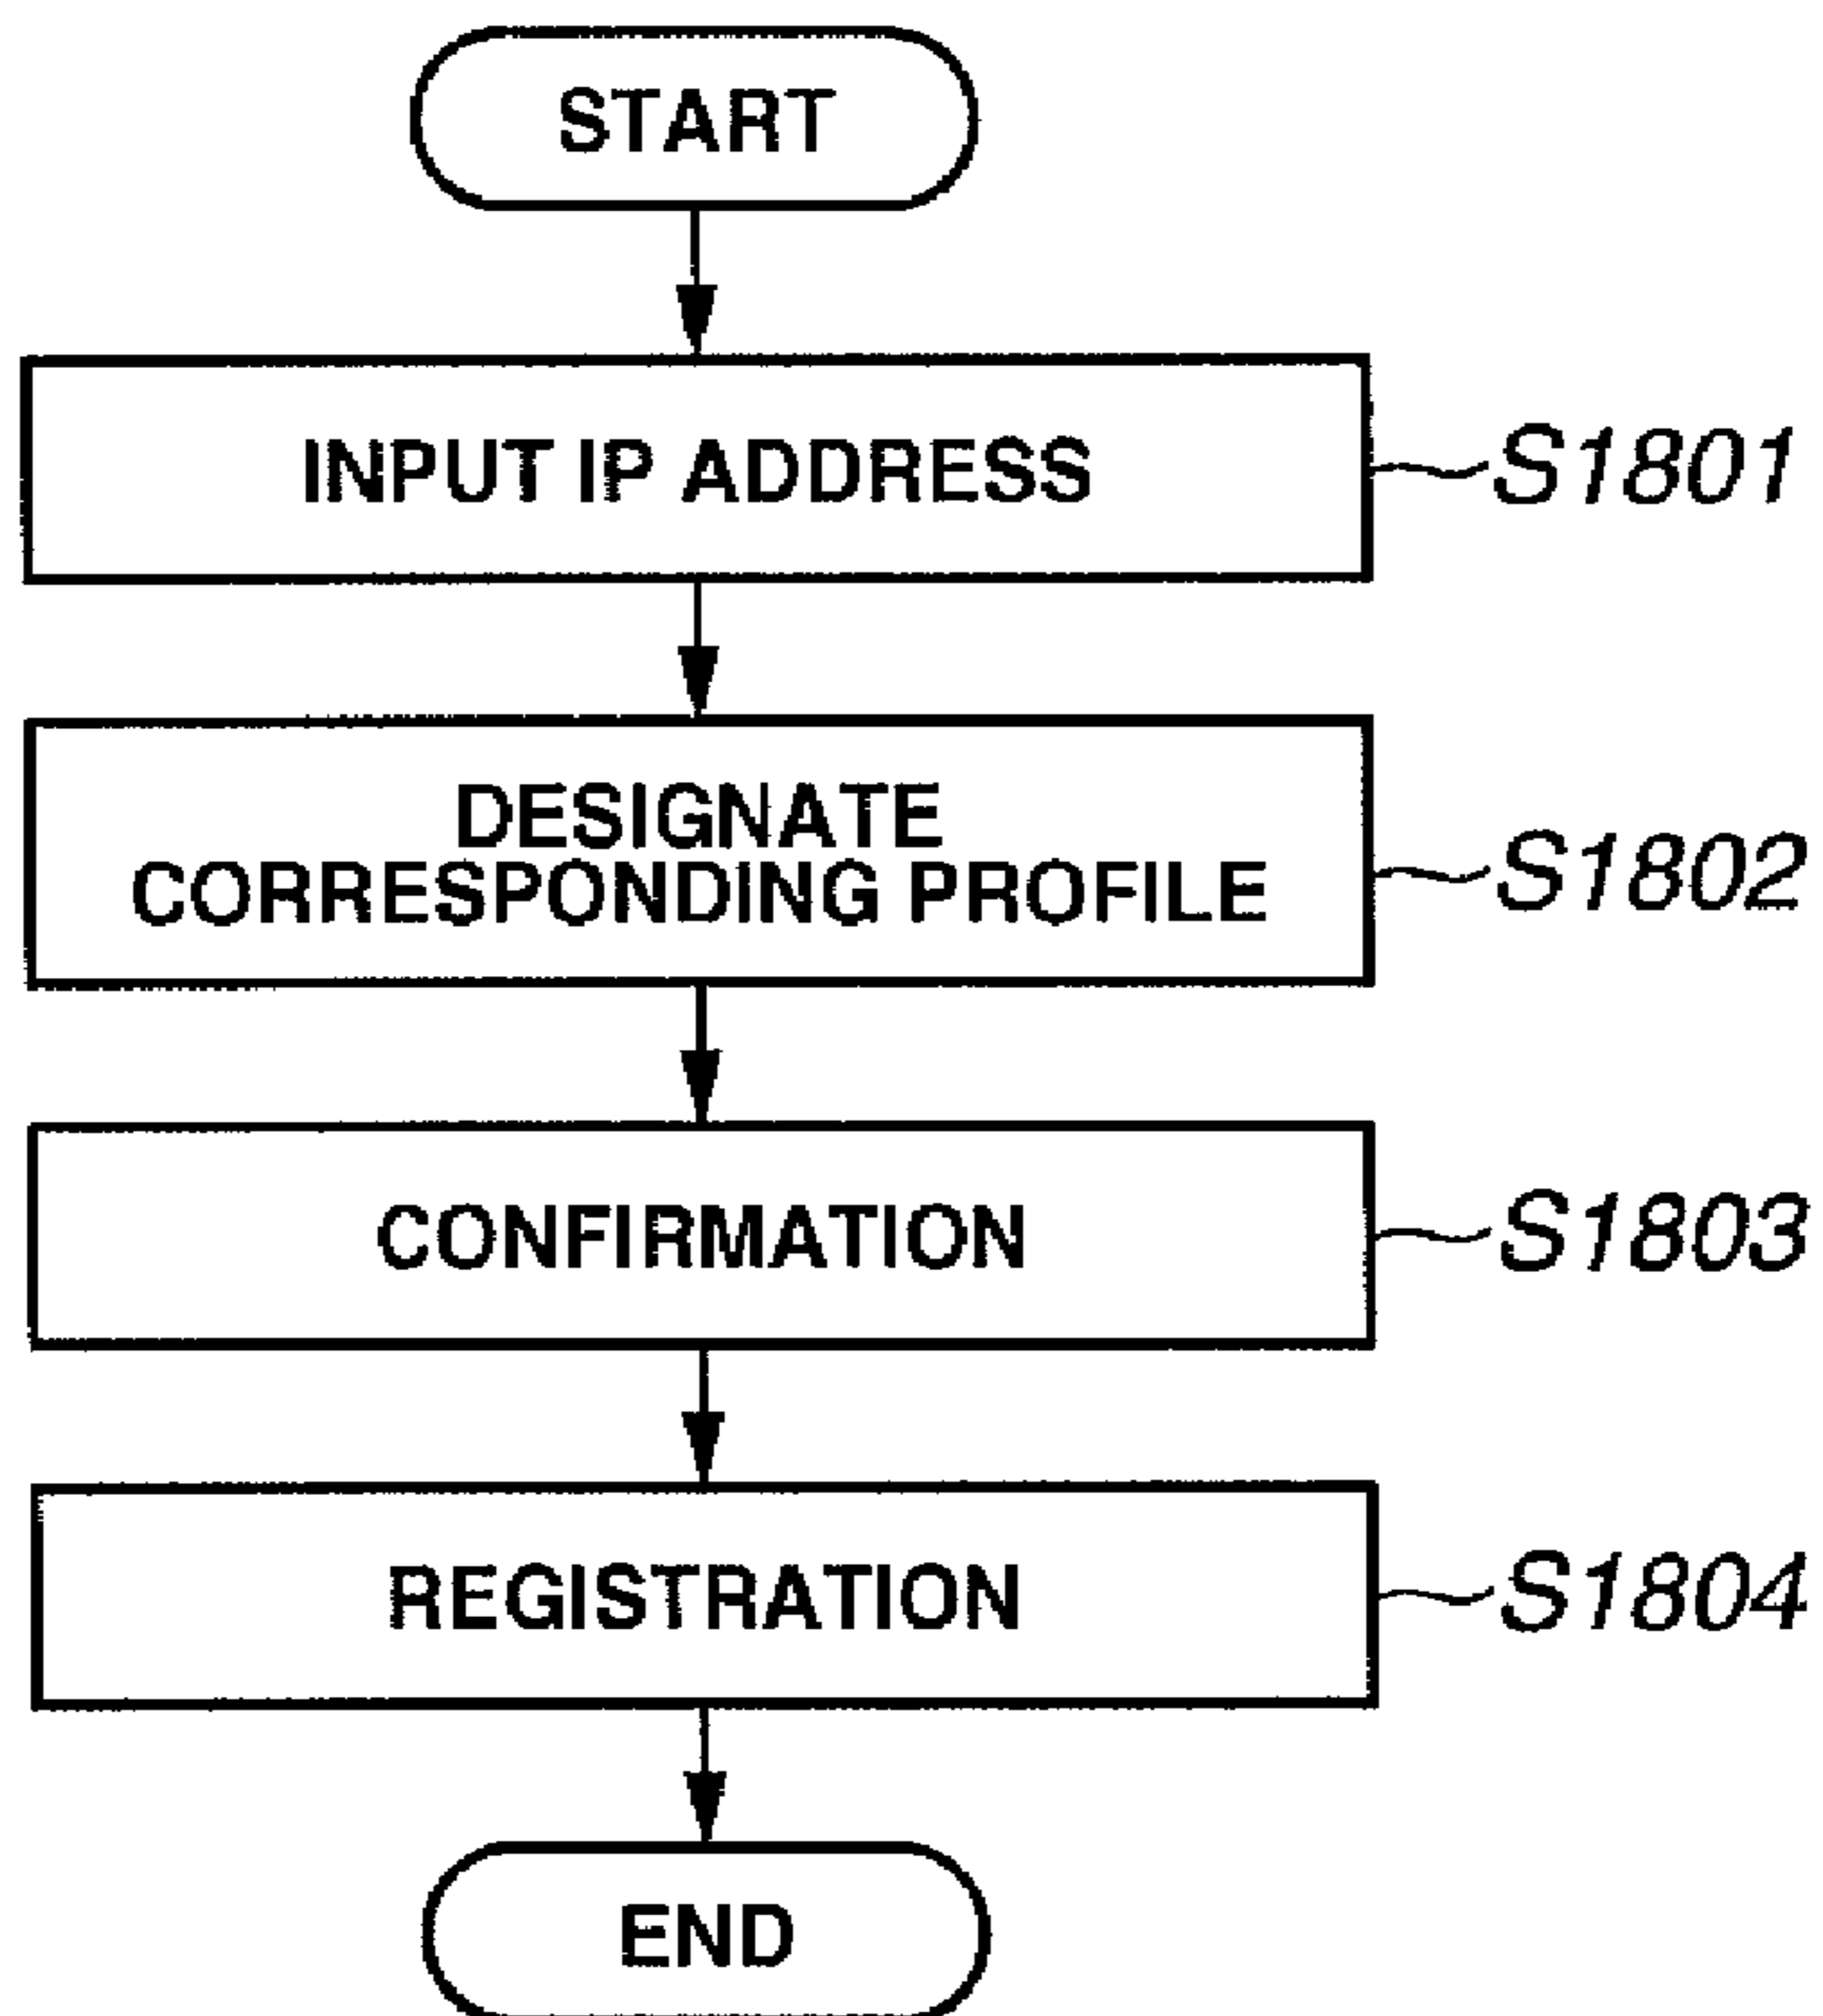 START
INPUT IP ADDRESS
S1801
DESIGNATE
CORRESPONDING PROFILE
S1802
CONFIRMATION
S1803
REGISTRATION
S1804
END